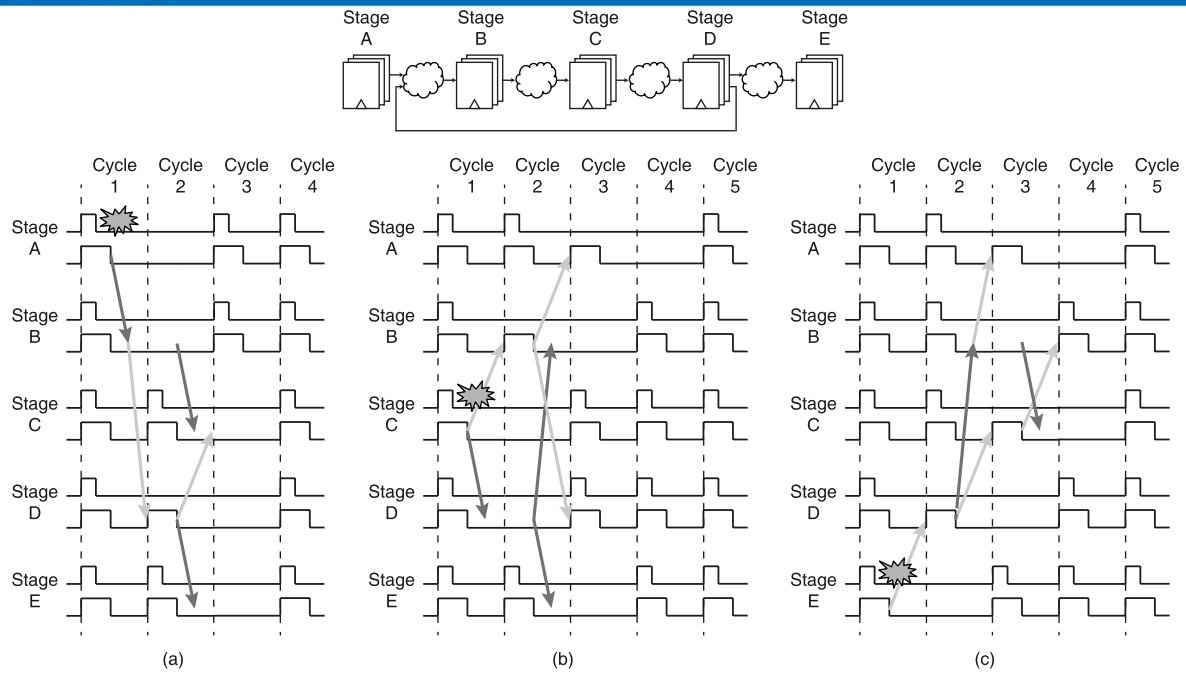 Stage Stage Stage Stage Stage
A B C D E
Cycle Cycle Cycle Cycle
1 2 3 4
Stage
A
Stage
B
Stage
C
Stage
D
Stage
E
(a)
Cycle Cycle Cycle Cycle Cycle
1 2 3 4 5
Stage
A
Stage
B
Stage
C
Stage
D
Stage
E
(b)
Cycle Cycle Cycle Cycle Cycle
1 2 3 4 5
Stage
A
Stage
B
Stage
C
Stage
D
Stage
E
(c)